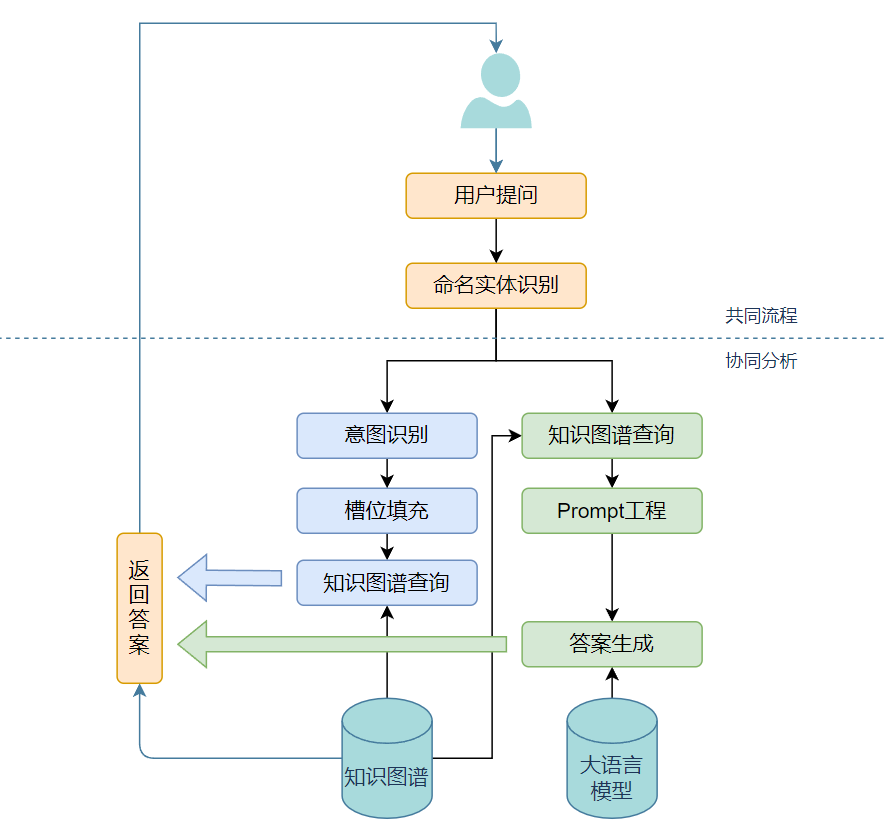 用户提问
命名实体识别
共同流程
协同分析
意图识别
知识图谱查询
槽位填充
Prompt工程
知识图谱查询
返
回
答
案
答案生成
知识图谱
大语言
模型